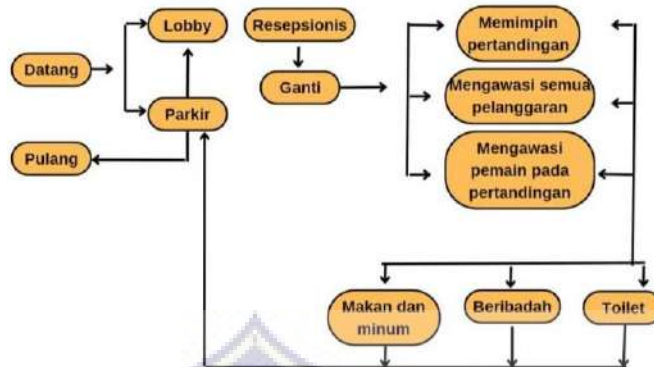 Lobby
Resepsionis
Memimpin
pertandingan
Datang
Ganti
Mengawasi semua
pelanggaran
Parkir
Pulang
Mengawasi
pemain pada
pertandingan
Makan dan
minum
Beribadah
Toilet